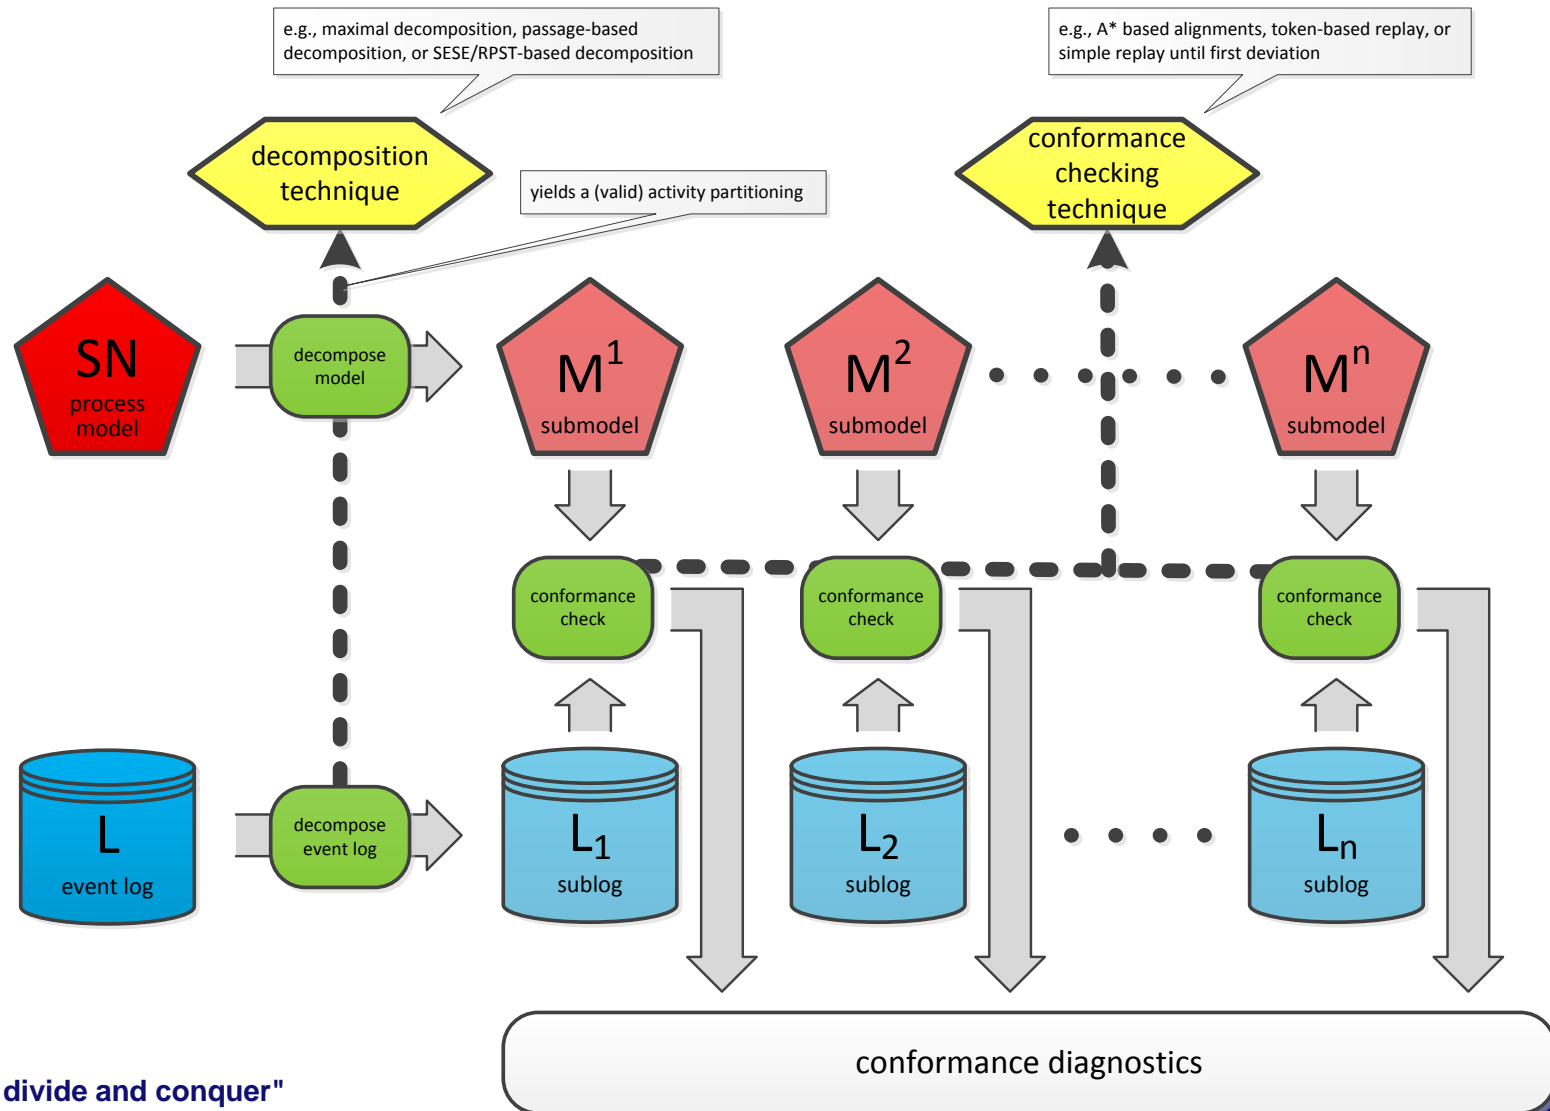 e.g., maximal decomposition, passage-based
decomposition, or SESE/RPST-based decomposition
e.g., A* based alignments, token-based replay, or
simple replay until first deviation
decomposition
technique
conformance
checking
technique
yields a (valid) activity partitioning
SN
process
model
decompose
model
M¹
submodel
M²
submodel
Mⁿ
submodel
conformance
check
conformance
check
conformance
check
L
event log
decompose
event log
L₁
sublog
L₂
sublog
Lₙ
sublog
conformance diagnostics
divide and conquer"